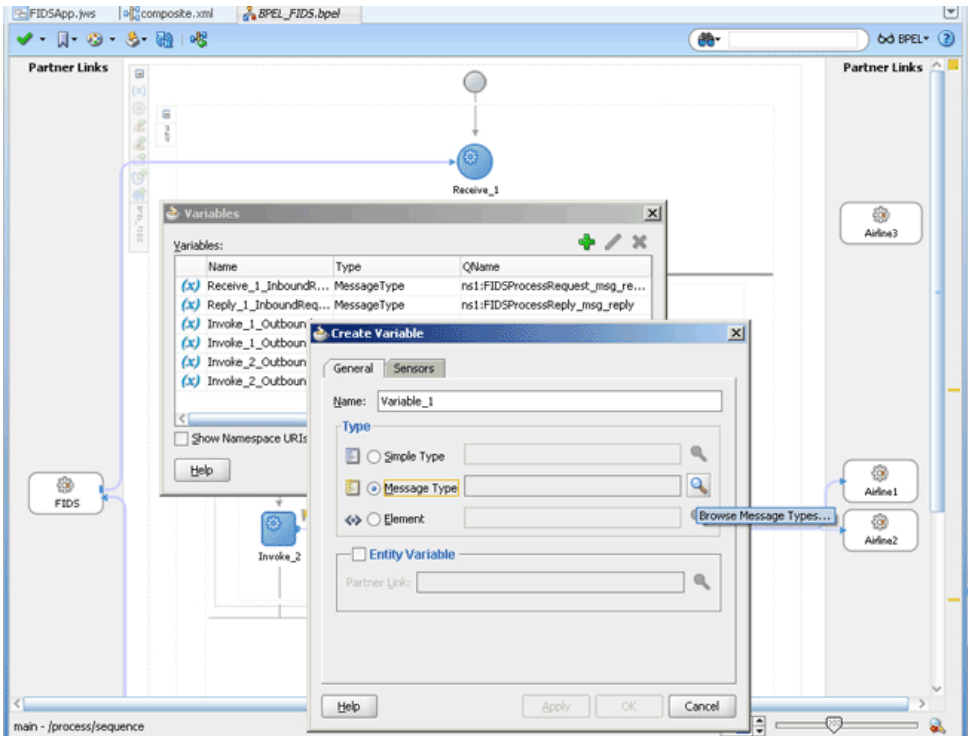 FIDSApp.jws composite.xml BPEL_FIDS.bpel
BPEL
Partner Links
Partner Links
Receive_1
Airline3
Variables
Variables:
Name Type QName
(x) Receive_1_InboundR... MessageType ns1:FIDSProcessRequest_msg_re...
(x) Reply_1_InboundReq... MessageType ns1:FIDSProcessReply_msg_reply
(x) Invoke_1_Outboun
(x) Invoke_1_Outboun
(x) Invoke_2_Outboun
(x) Invoke_2_Outboun
Show Namespace URIs
Help
Create Variable
General Sensors
Name: Variable_1
Type
Simple Type
Message Type
Browse Message Types...
Element
Entity Variable
Partner Link:
Help Apply OK Cancel
FIDS
Invoke_2
Airline1
Airline2
main - /process/sequence